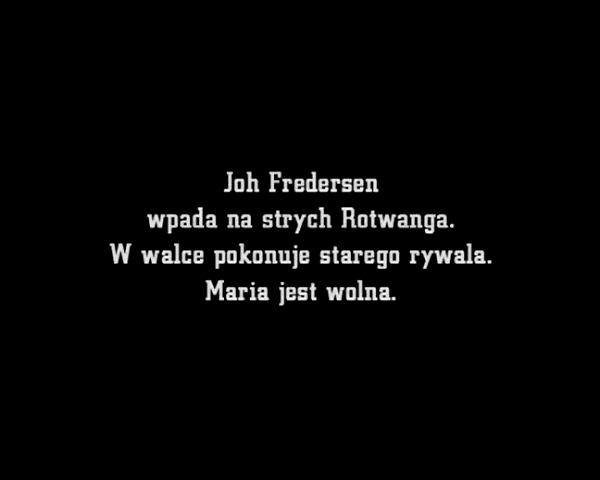 Joh Fredersen
wpada na strych Rotwanga.
W walce pokonuje starego rywala.
Maria jest wolna.